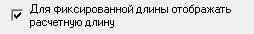 Для фиксированной длины отображать
расчетную длину